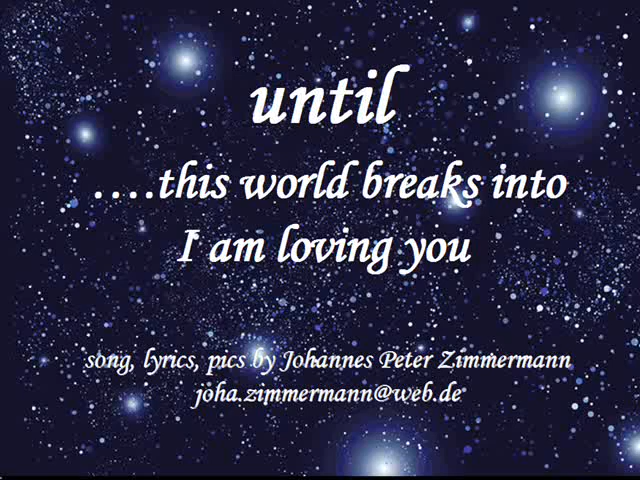 until
....this world breaks into
I am loving you
song, lyrics, pics by Johannes Peter Zimmermann
joha.zimmermann@web.de